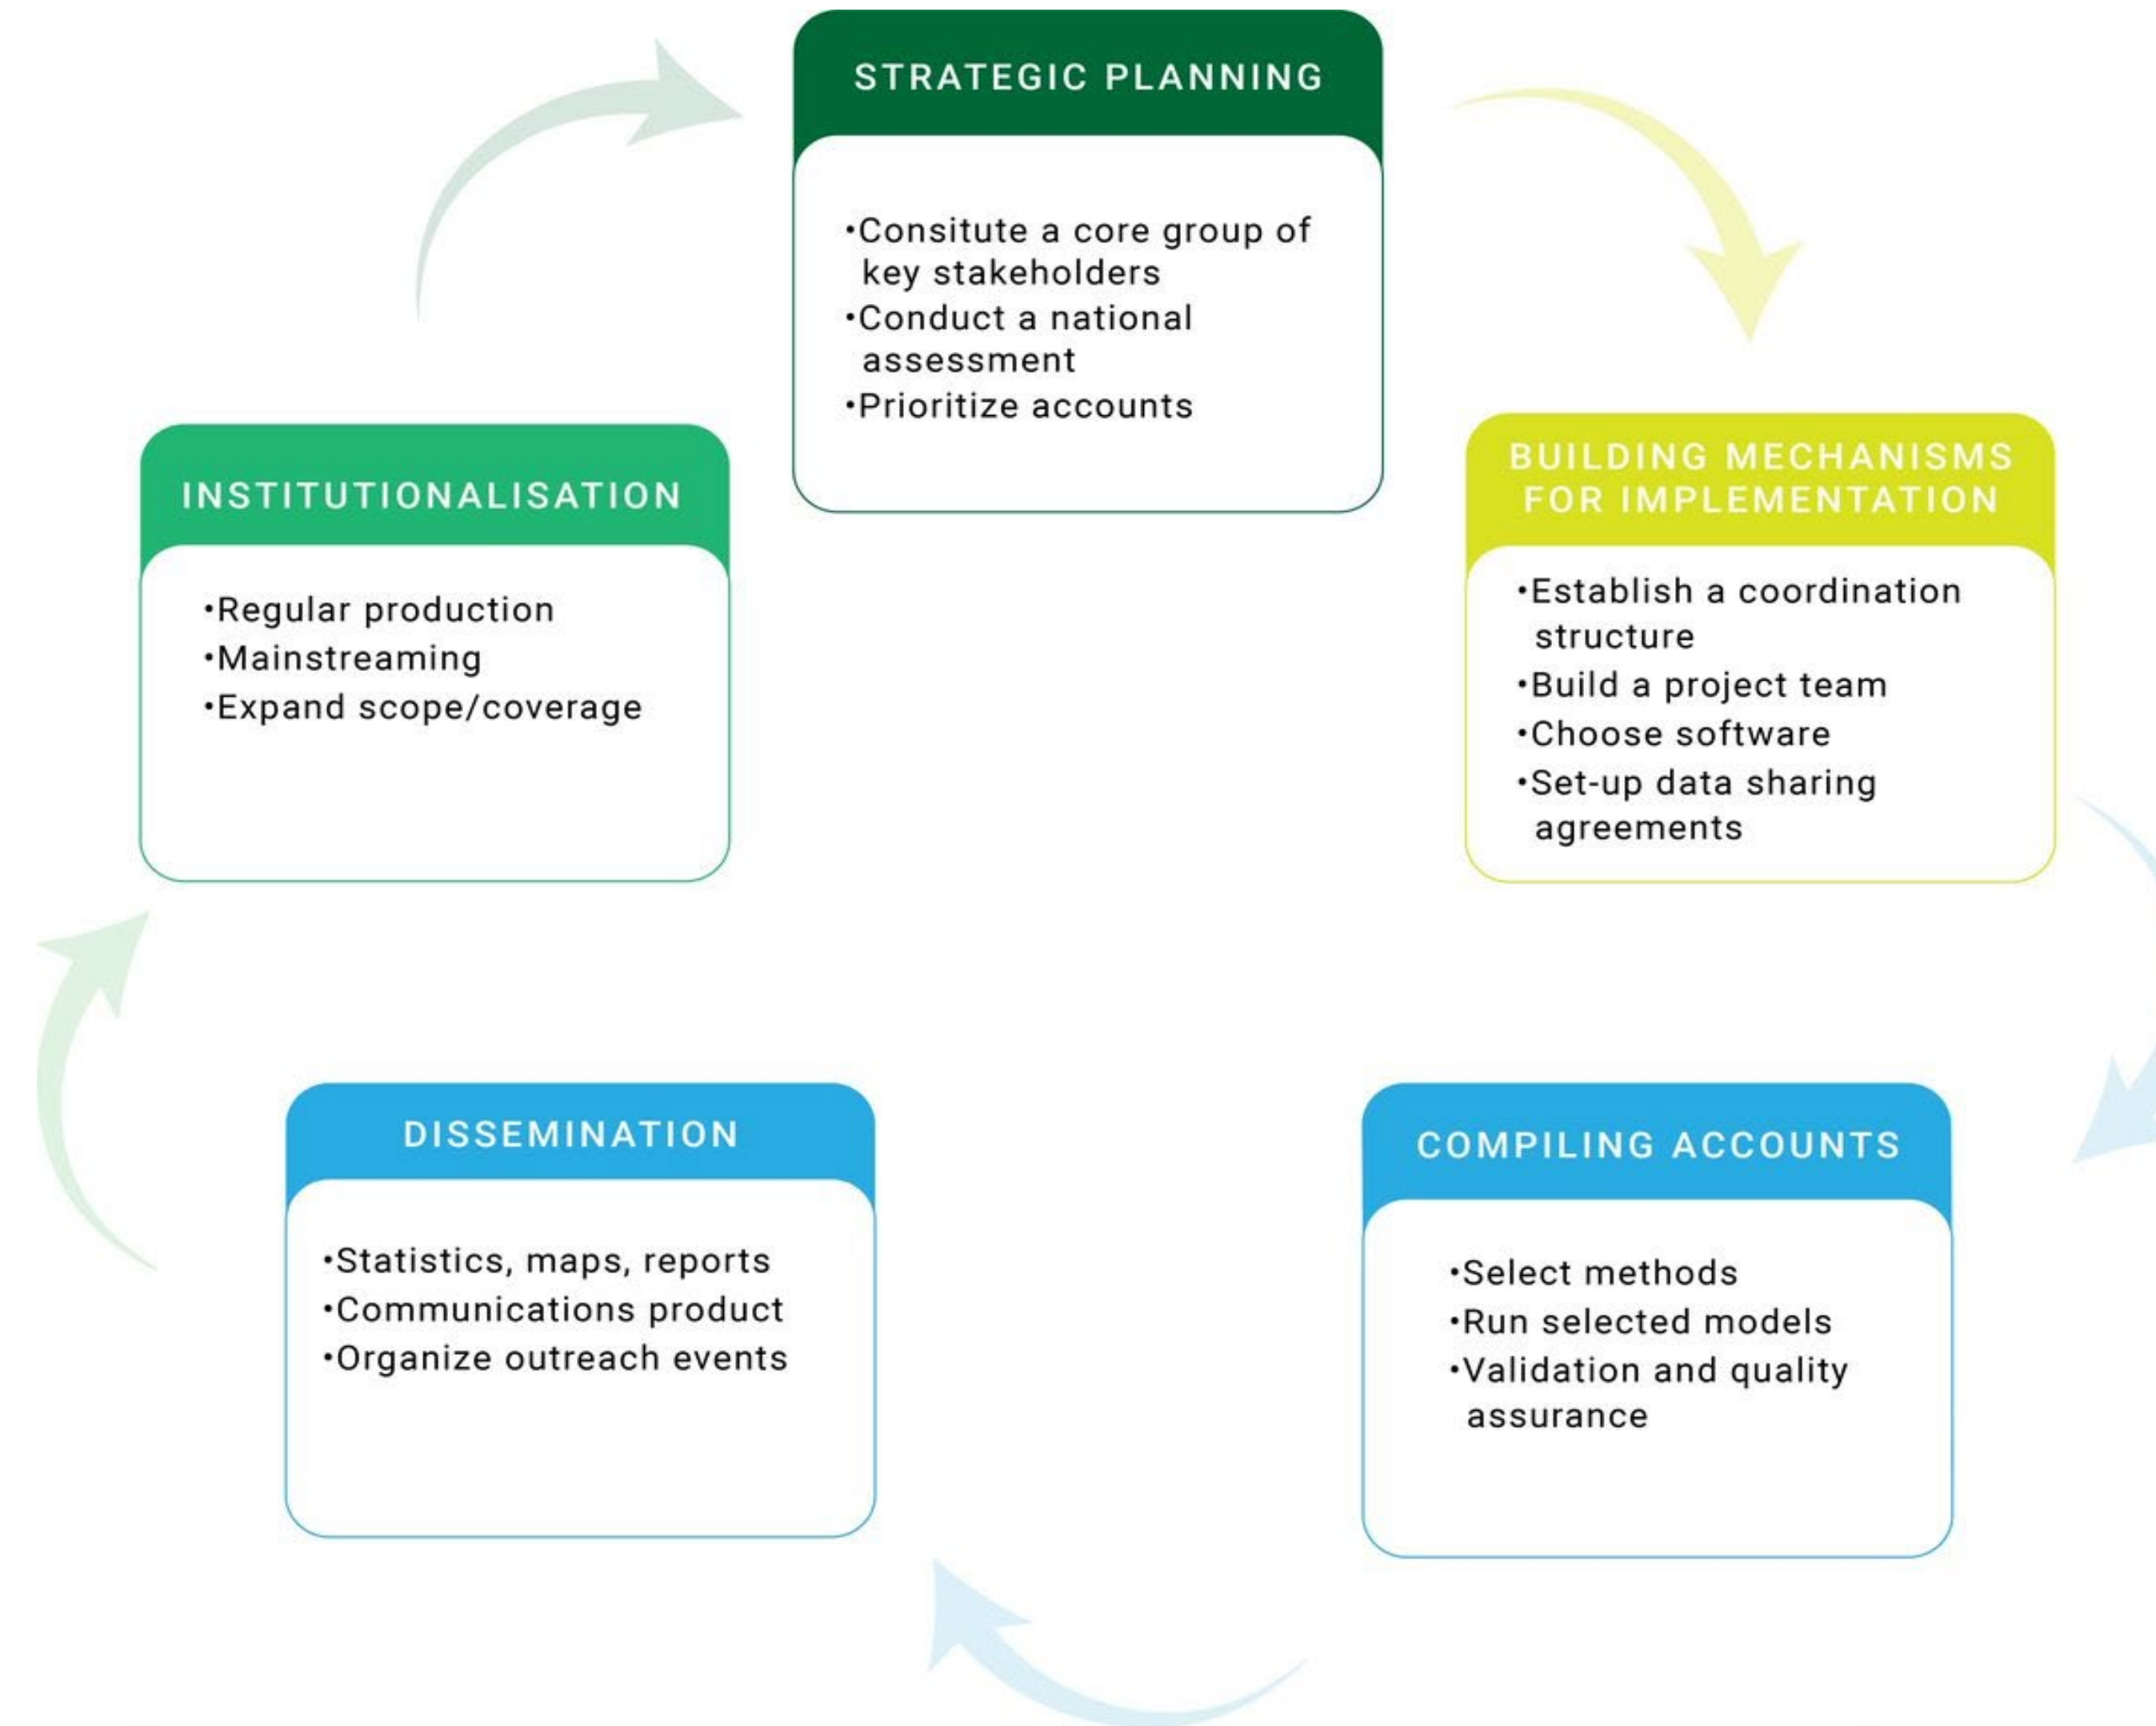 STRATEGIC PLANNING
•Consitute a core group of
key stakeholders
•Conduct a national
assessment
•Prioritize accounts
BUILDING MECHANISMS
FOR IMPLEMENTATION
•Establish a coordination
structure
•Build a project team
•Choose software
•Set-up data sharing
agreements
COMPILING ACCOUNTS
•Select methods
•Run selected models
•Validation and quality
assurance
DISSEMINATION
•Statistics, maps, reports
•Communications product
•Organize outreach events
INSTITUTIONALISATION
•Regular production
•Mainstreaming
•Expand scope/coverage